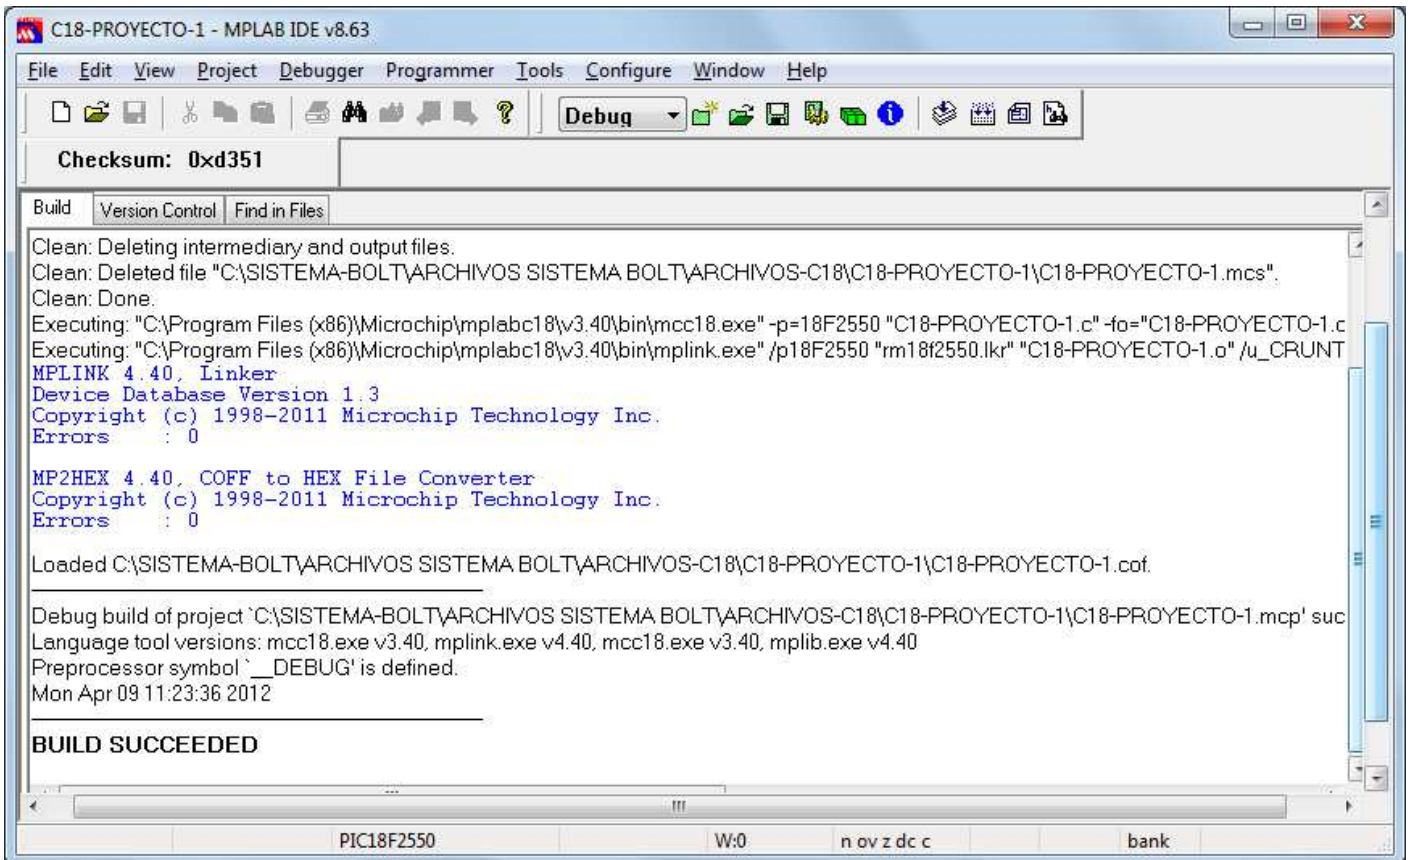 C18-PROYECTO-1 - MPLAB IDE v8.63
File Edit View Project Debugger Programmer Tools Configure Window Help
Debug
Checksum: 0xd351
Build Version Control Find in Files
Clean: Deleting intermediary and output files.
Clean: Deleted file "C:\SISTEMA-BOLT\ARCHIVOS SISTEMA BOLT\ARCHIVOS-C18\C18-PROYECTO-1\C18-PROYECTO-1.mcs".
Clean: Done.
Executing: "C:\Program Files (x86)\Microchip\mplabc18\v3.40\bin\mcc18.exe" -p=18F2550 "C18-PROYECTO-1.c" -fo="C18-PROYECTO-1.c
Executing: "C:\Program Files (x86)\Microchip\mplabc18\v3.40\bin\mplink.exe" /p18F2550 "rm18f2550.lkr" "C18-PROYECTO-1.o" /u_CRUNT
MPLINK 4.40, Linker
Device Database Version 1.3
Copyright (c) 1998-2011 Microchip Technology Inc.
Errors : 0
MP2HEX 4.40, COFF to HEX File Converter
Copyright (c) 1998-2011 Microchip Technology Inc.
Errors : 0
Loaded C:\SISTEMA-BOLT\ARCHIVOS SISTEMA BOLT\ARCHIVOS-C18\C18-PROYECTO-1\C18-PROYECTO-1.cof.
Debug build of project `C:\SISTEMA-BOLT\ARCHIVOS SISTEMA BOLT\ARCHIVOS-C18\C18-PROYECTO-1\C18-PROYECTO-1.mcp' suc
Language tool versions: mcc18.exe v3.40, mplink.exe v4.40, mcc18.exe v3.40, mplib.exe v4.40
Preprocessor symbol `__DEBUG' is defined.
Mon Apr 09 11:23:36 2012
BUILD SUCCEEDED
PIC18F2550 W:0 n ov z dc c bank